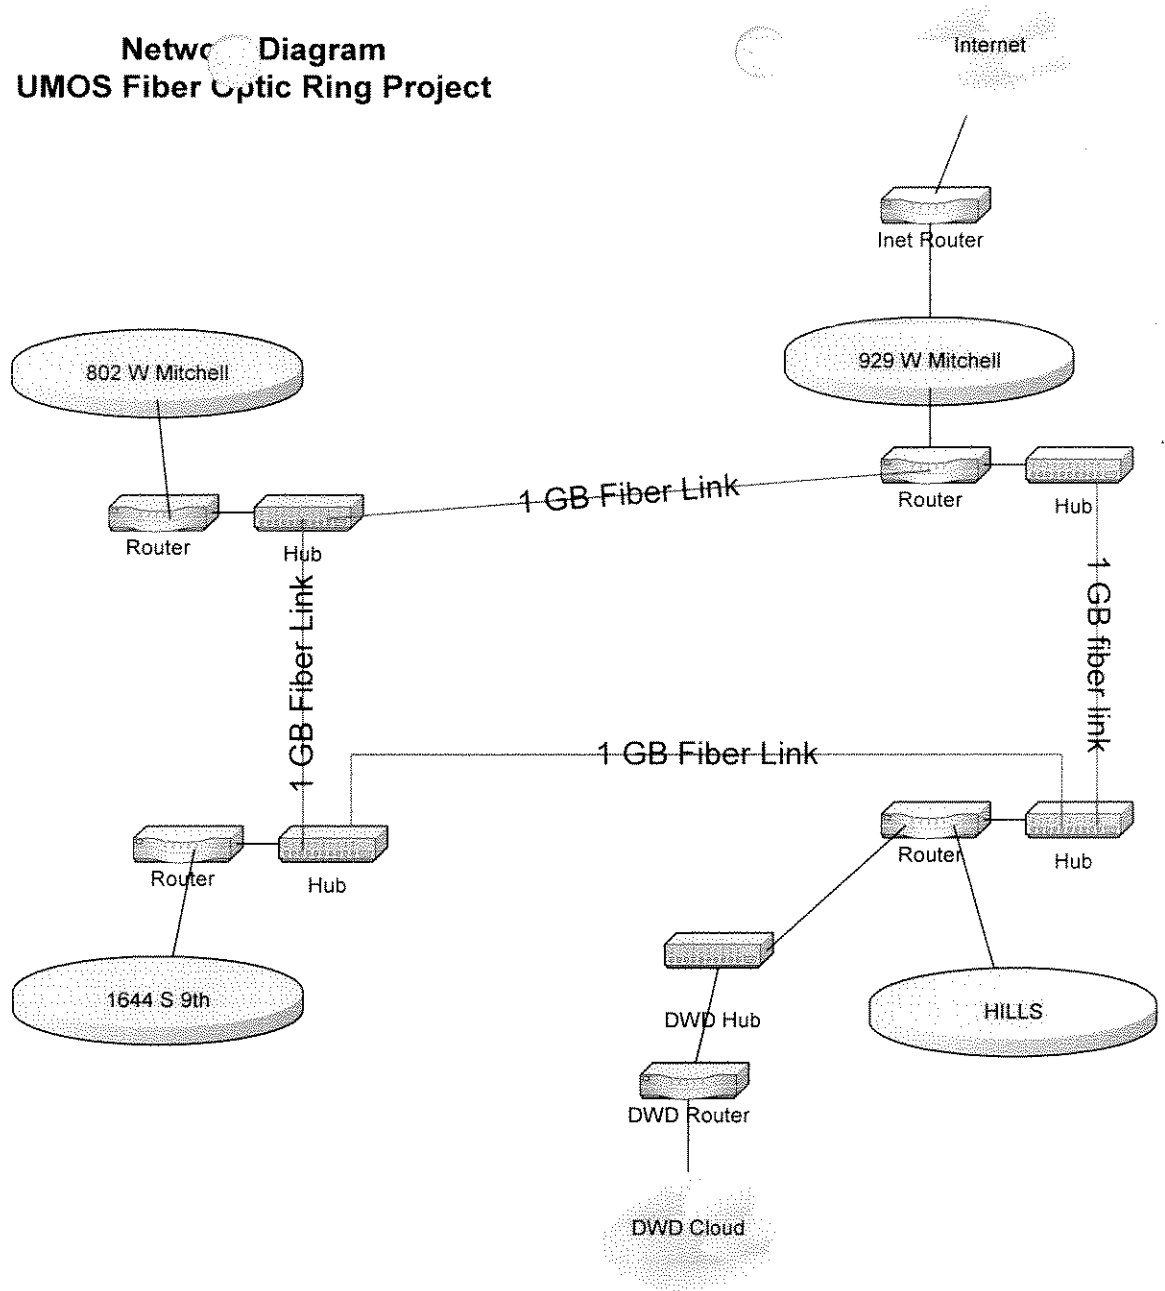 Network Diagram
UMOS Fiber Optic Ring Project
Internet
Inet Router
802 W Mitchell
929 W Mitchell
1 GB Fiber Link
Router
Hub
Router
Hub
1 GB Fiber Link
1 GB fiber link
1 GB Fiber Link
Router
Hub
Router
Hub
1644 S 9th
DWD Hub
HILLS
DWD Router
DWD Cloud